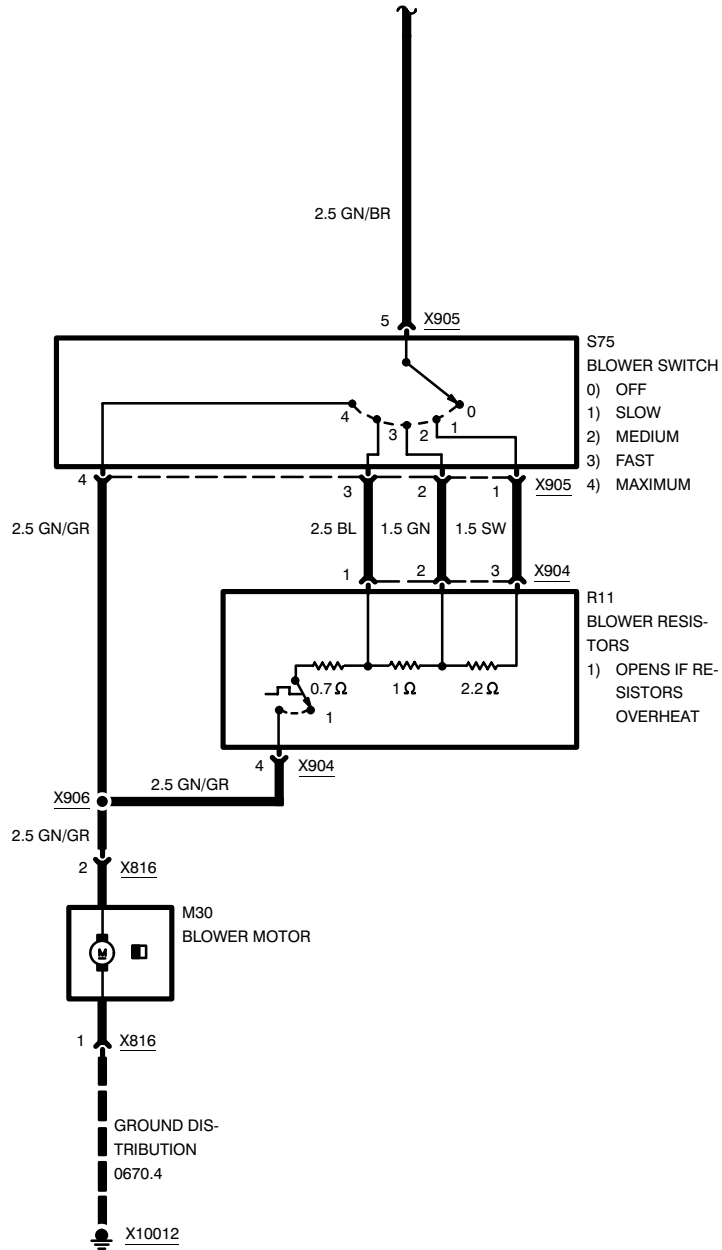 2.5 GN/BR
5 X905
S75
BLOWER SWITCH
0) OFF
1) SLOW
2) MEDIUM
3) FAST
4) MAXIMUM
4 3 2 1 0
4 3 2 1 X905
2.5 GN/GR 2.5 BL 1.5 GN 1.5 SW
1 2 3 X904
R11
BLOWER RESIS-
TORS
1) OPENS IF RE-
SISTORS
OVERHEAT
0.7 Ω 1 Ω 2.2 Ω
1
4 X904
2.5 GN/GR
X906
2.5 GN/GR
2 X816
M30
BLOWER MOTOR
M
1 X816
GROUND DIS-
TRIBUTION
0670.4
X10012